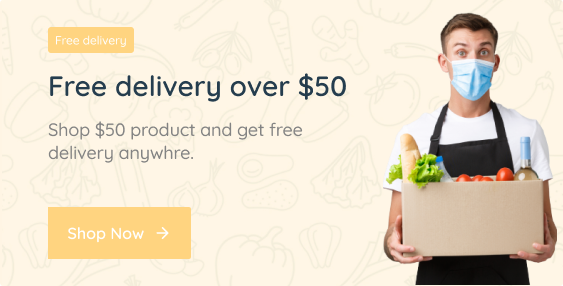 Free delivery
Free delivery over $50
Shop $50 product and get free
delivery anywhre.
Shop Now →